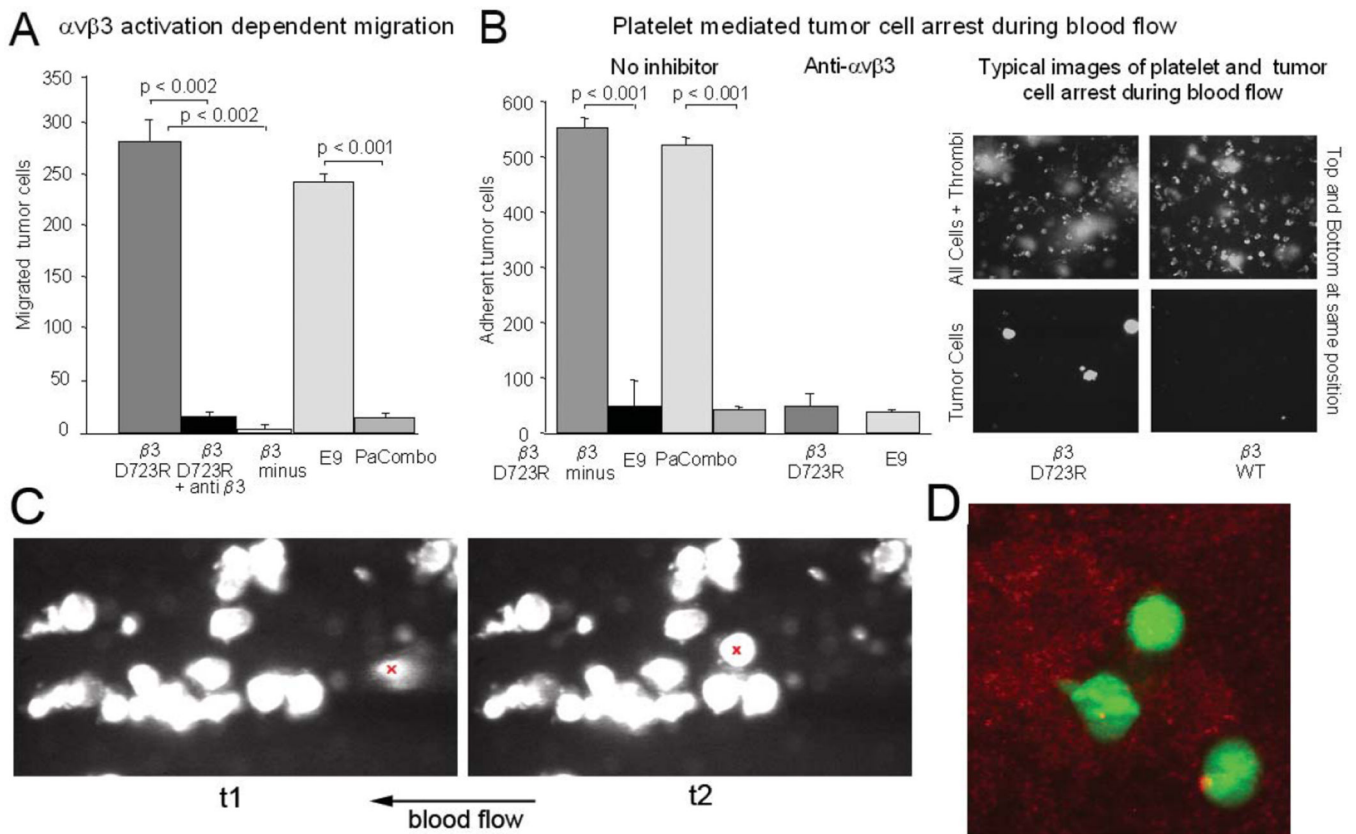 A αvβ3 activation dependent migration
Migrated tumor cells
350
300
250
200
150
100
50
0
p < 0.002
p < 0.002
p < 0.001
β3
D723R
β3
D723R
+ anti β3
β3
minus
E9
PaCombo
B Platelet mediated tumor cell arrest during blood flow
No inhibitor
Anti-αvβ3
Adherent tumor cells
600
500
400
300
200
100
0
p < 0.001
p < 0.001
β3
D723R
β3
minus
E9
PaCombo
β3
D723R
E9
Typical images of platelet and tumor
cell arrest during blood flow
All Cells + Thrombi
Tumor Cells
Top and Bottom at same position
β3
D723R
β3
WT
C
x
x
t1
t2
blood flow
D